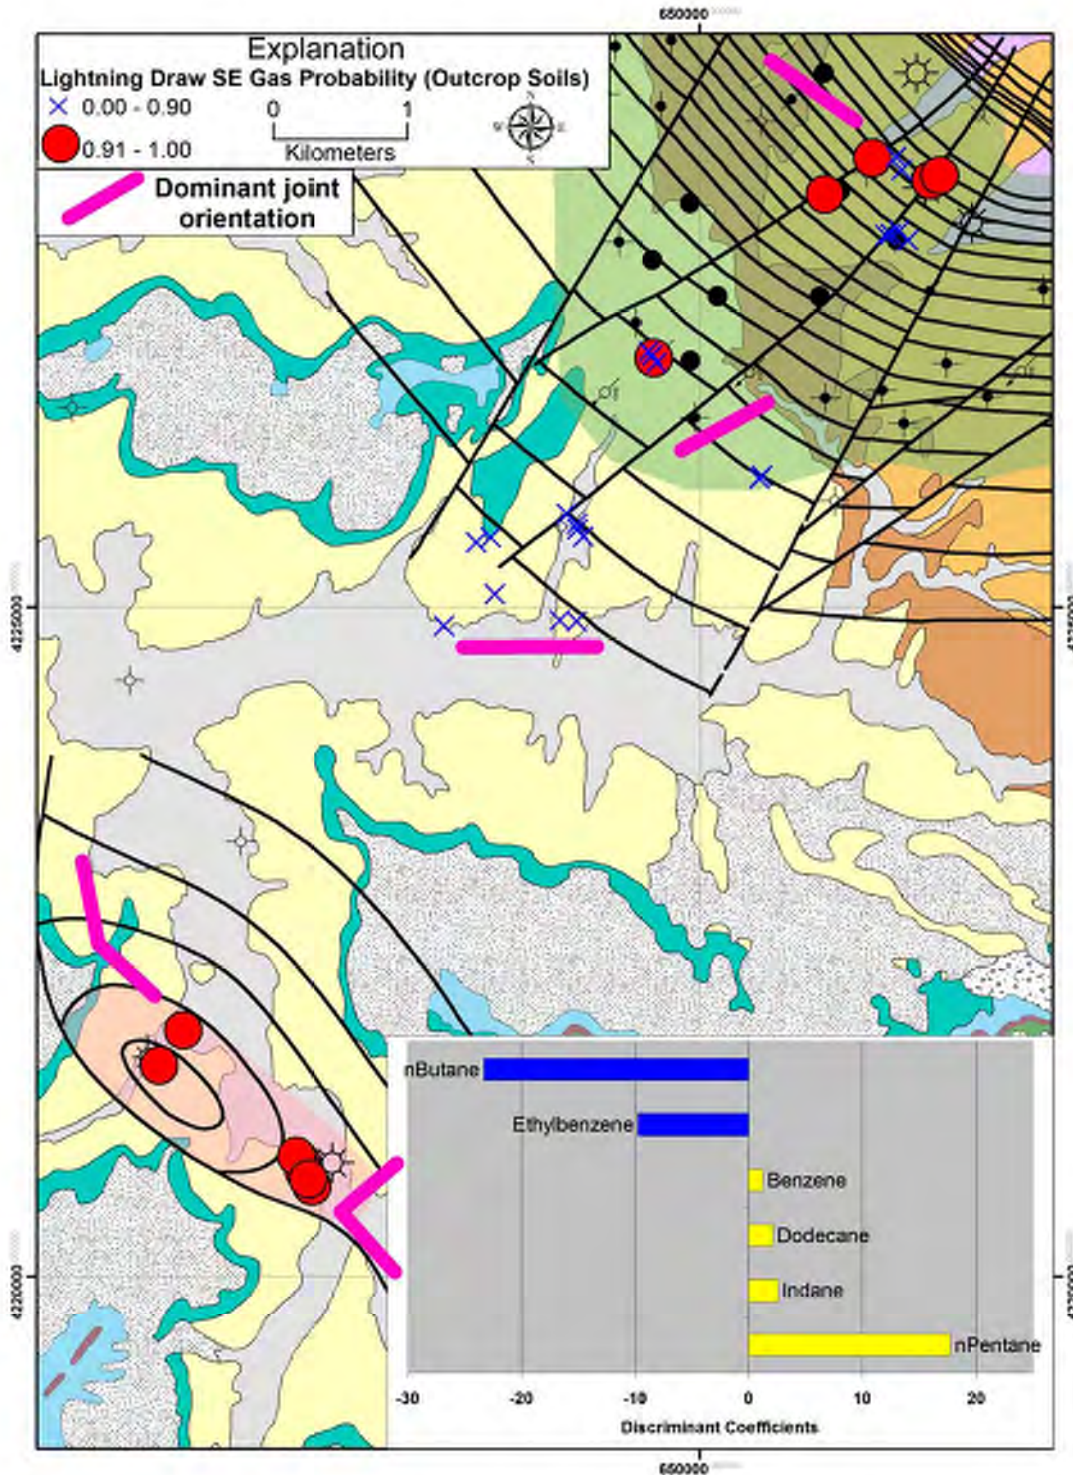 650000
Explanation
Lightning Draw SE Gas Probability (Outcrop Soils)
0.00 - 0.90
0.91 - 1.00
0 1
Kilometers
N
W E
S
Dominant joint
orientation
4225000
4220000
nButane
Ethylbenzene
Benzene
Dodecane
Indane
nPentane
-30 -20 -10 0 10 20
Discriminant Coefficients
650000